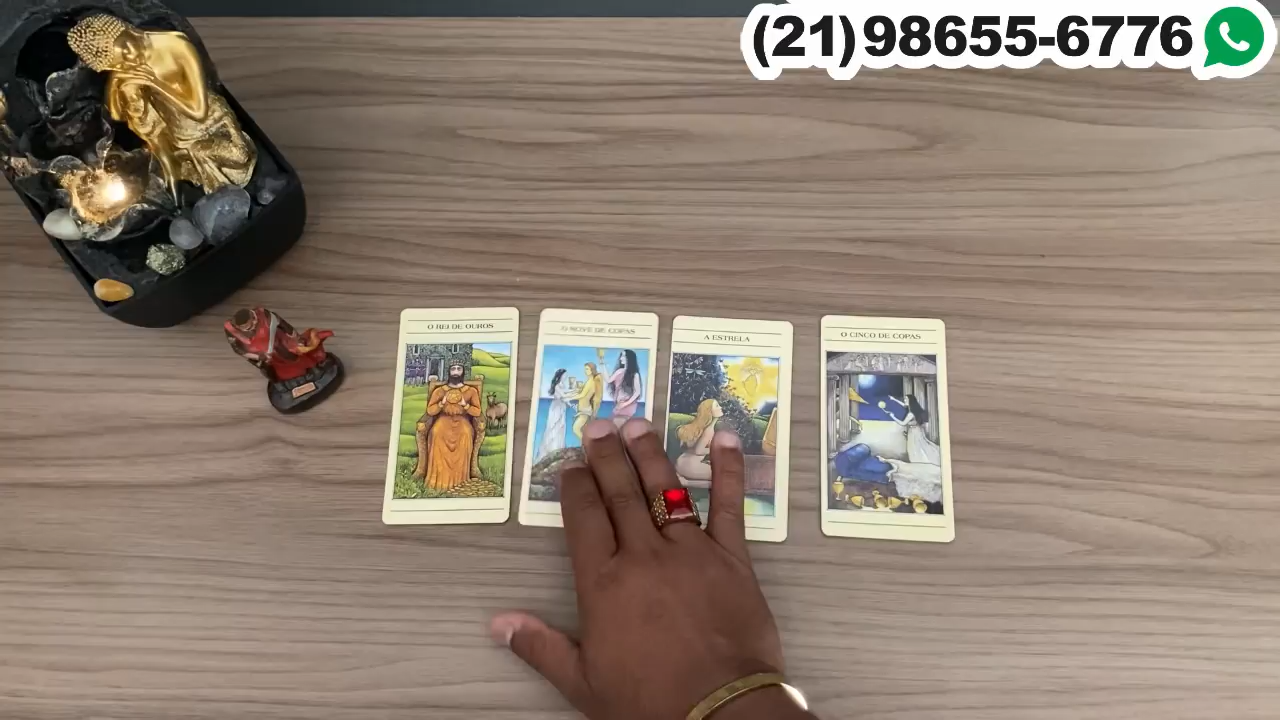 (21)98655-6776
O REI DE OUROS
O NOVE DE COPAS
A ESTRELA
O CINCO DE COPAS